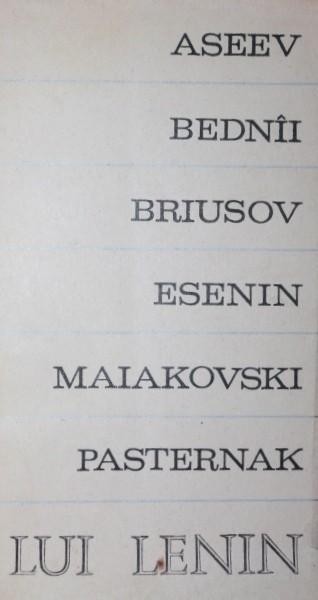 ASEEV
BEDNÎI
BRIUSOV
ESENIN
MAIAKOVSKI
PASTERNAK
LUI LENIN